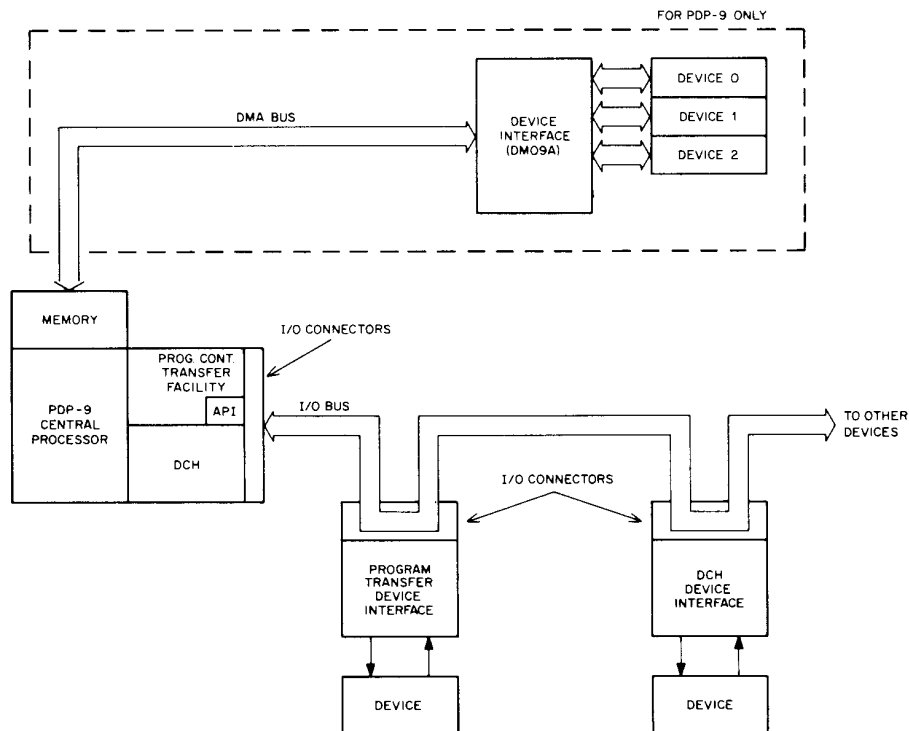 FOR PDP-9 ONLY
DMA BUS
DEVICE
INTERFACE
(DM09A)
DEVICE 0
DEVICE 1
DEVICE 2
MEMORY
I/O CONNECTORS
PROG. CONT.
TRANSFER
FACILITY
API
PDP-9
CENTRAL
PROCESSOR
DCH
I/O BUS
TO OTHER
DEVICES
I/O CONNECTORS
PROGRAM
TRANSFER
DEVICE
INTERFACE
DCH
DEVICE
INTERFACE
DEVICE
DEVICE